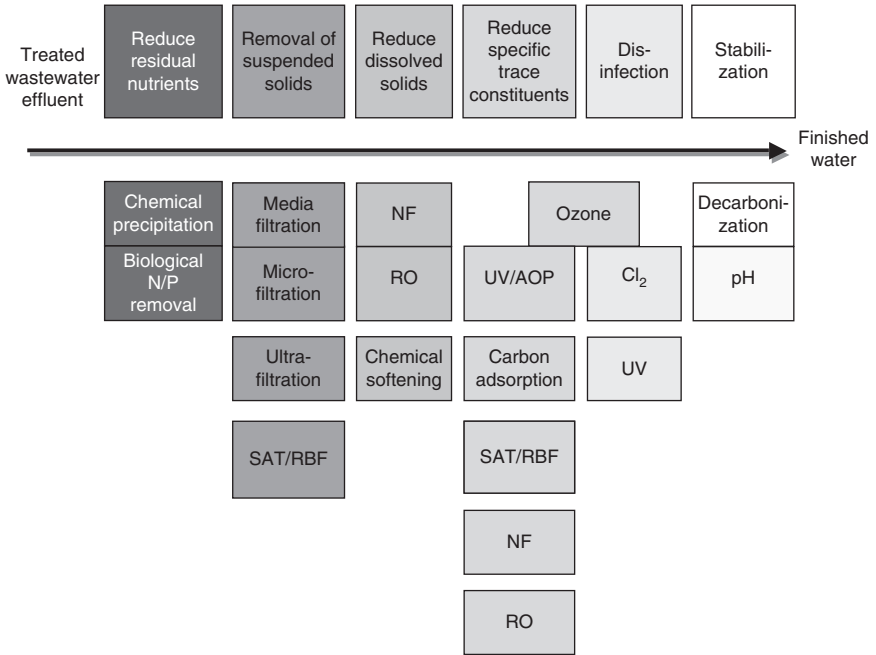 Treated
wastewater
effluent
Reduce
residual
nutrients
Removal of
suspended
solids
Reduce
dissolved
solids
Reduce
specific
trace
constituents
Dis-
infection
Stabili-
zation
Finished
water
Chemical
precipitation
Media
filtration
NF
Ozone
Decarboni-
zation
Biological
N/P
removal
Micro-
filtration
RO
UV/AOP
Cl2
pH
Ultra-
filtration
Chemical
softening
Carbon
adsorption
UV
SAT/RBF
SAT/RBF
NF
RO